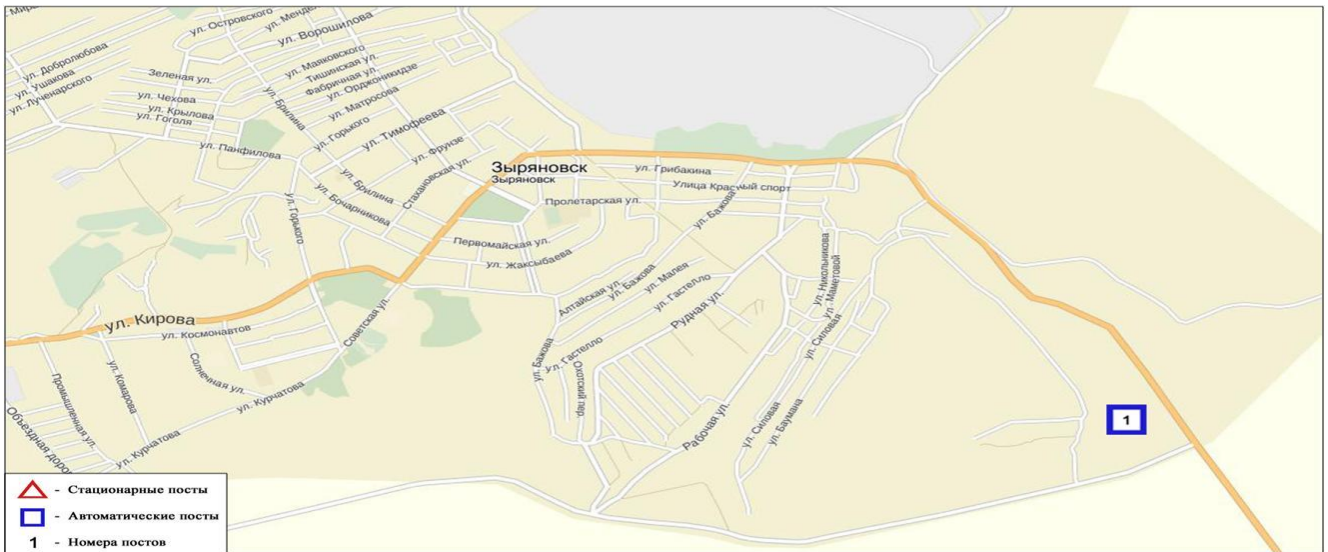 ул. Островского
ул. Ворошилова
ул. Добролюбова
ул. Ушакова
ул. Лученарского
Зеленая ул.
ул. Чехова
ул. Крылова
ул. Гоголя
ул. Панфилова
ул. Маяковского
Тишинская ул.
Фабричная ул.
ул. Орджоникидзе
ул. Матросова
ул. Брилина
ул. Горького
ул. Тимофеева
ул. Фрунзе
Стахановская ул.
ул. Брилина
ул. Бочарникова
ул. Горького
Зыряновск
Зыряновск
ул. Грибакина
Улица Красный спорт
Пролетарская ул.
ул. Бажова
Первомайская ул.
ул. Жаксыбаева
Алтайская ул.
ул. Бажова
ул. Малея
ул. Гастелло
Рудная ул.
ул. Никольникова
ул. Маметовой
ул. Силовая
ул. Кирова
ул. Космонавтов
Советская ул.
Солнечная ул.
ул. Курчатова
Промышленная ул.
ул. Комарова
ул. Курчатова
ул. Бажова
ул. Гастелло
Охотский пер.
Рабочая ул.
ул. Силовая
ул. Баумана
1
- Стационарные посты
- Автоматические посты
1 - Номера постов